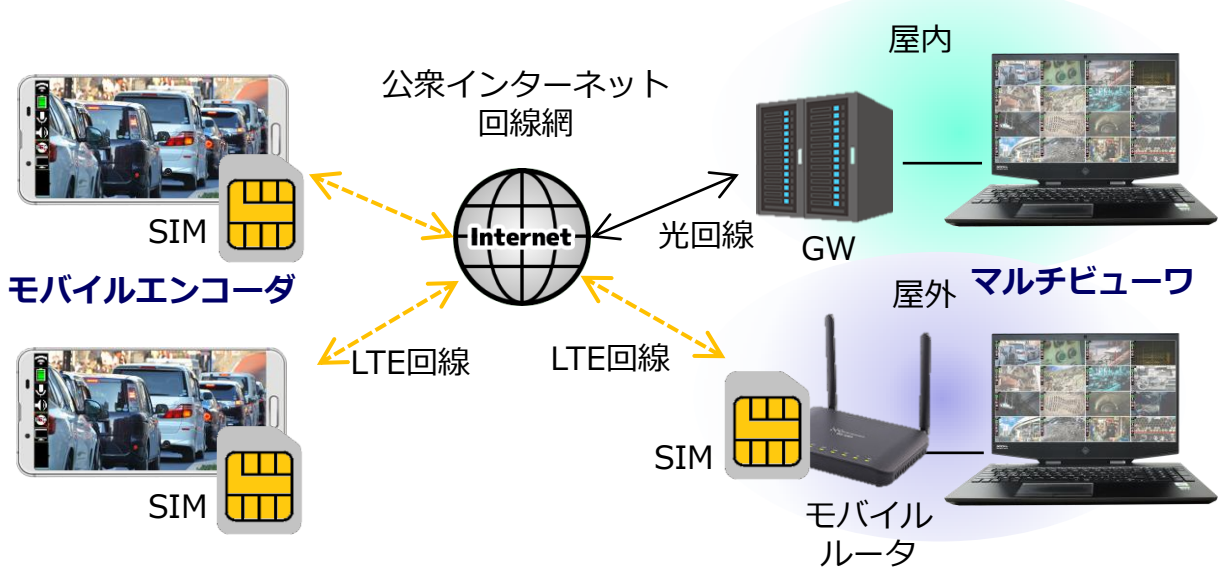 屋内
公衆インターネット
回線網
SIM
Internet
光回線
GW
モバイルエンコーダ
屋外
マルチビューワ
LTE回線
LTE回線
SIM
SIM
モバイル
ルータ